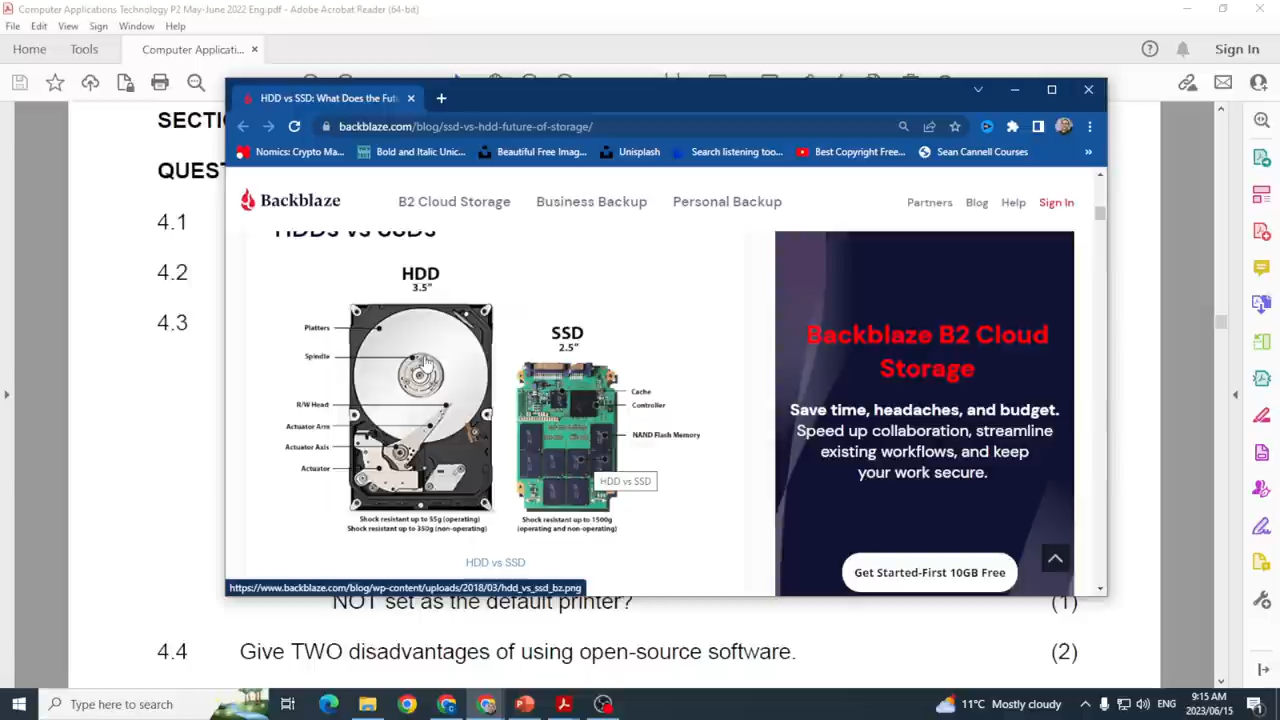 Computer Applications Technology P2 May-June 2022 Eng.pdf - Adobe Acrobat Reader (64-bit)
File Edit View Sign Window Help
Home Tools Computer Applicati... Sign In
HDD vs SSD: What Does the Fut
backblaze.com/blog/ssd-vs-hdd-future-of-storage/
Nomics: Crypto Ma... Bold and Italic Unic... Beautiful Free Imag... Unisplash Search listening too... Best Copyright Free... Sean Cannell Courses »
Backblaze B2 Cloud Storage Business Backup Personal Backup Partners Blog Help Sign In
HDDs vs SSDs
HDD
3.5"
SSD
2.5"
Platters
Spindle
R/W Head
Actuator Arm
Actuator Axis
Actuator
Cache
Controller
NAND Flash Memory
HDD vs SSD
Shock resistant up to 55g (operating)
Shock resistant up to 350g (non-operating)
Shock resistant up to 1500g
(operating and non-operating)
HDD vs SSD
Backblaze B2 Cloud
Storage
Save time, headaches, and budget.
Speed up collaboration, streamline
existing workflows, and keep
your work secure.
Get Started-First 10GB Free
https://www.backblaze.com/blog/wp-content/uploads/2018/03/hdd_vs_ssd_bz.png
SECTI
QUEST
4.1
4.2
4.3
NOT set as the default printer? (1)
4.4 Give TWO disadvantages of using open-source software. (2)
Type here to search
11°C Mostly cloudy
ENG
9:15 AM
2023/06/15